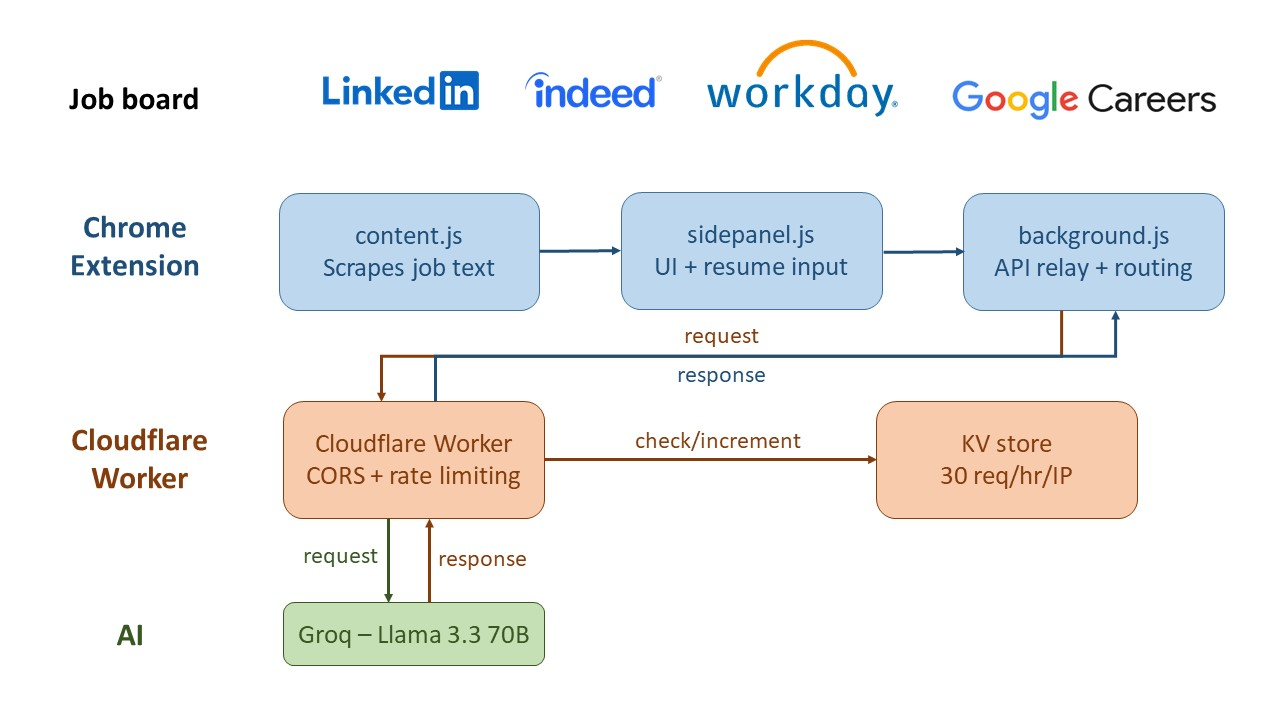 Job board
LinkedIn
indeed®
workday®
Google Careers
Chrome
Extension
content.js
Scrapes job text
sidepanel.js
UI + resume input
background.js
API relay + routing
request
response
Cloudflare
Worker
Cloudflare Worker
CORS + rate limiting
check/increment
KV store
30 req/hr/IP
request
response
AI
Groq – Llama 3.3 70B